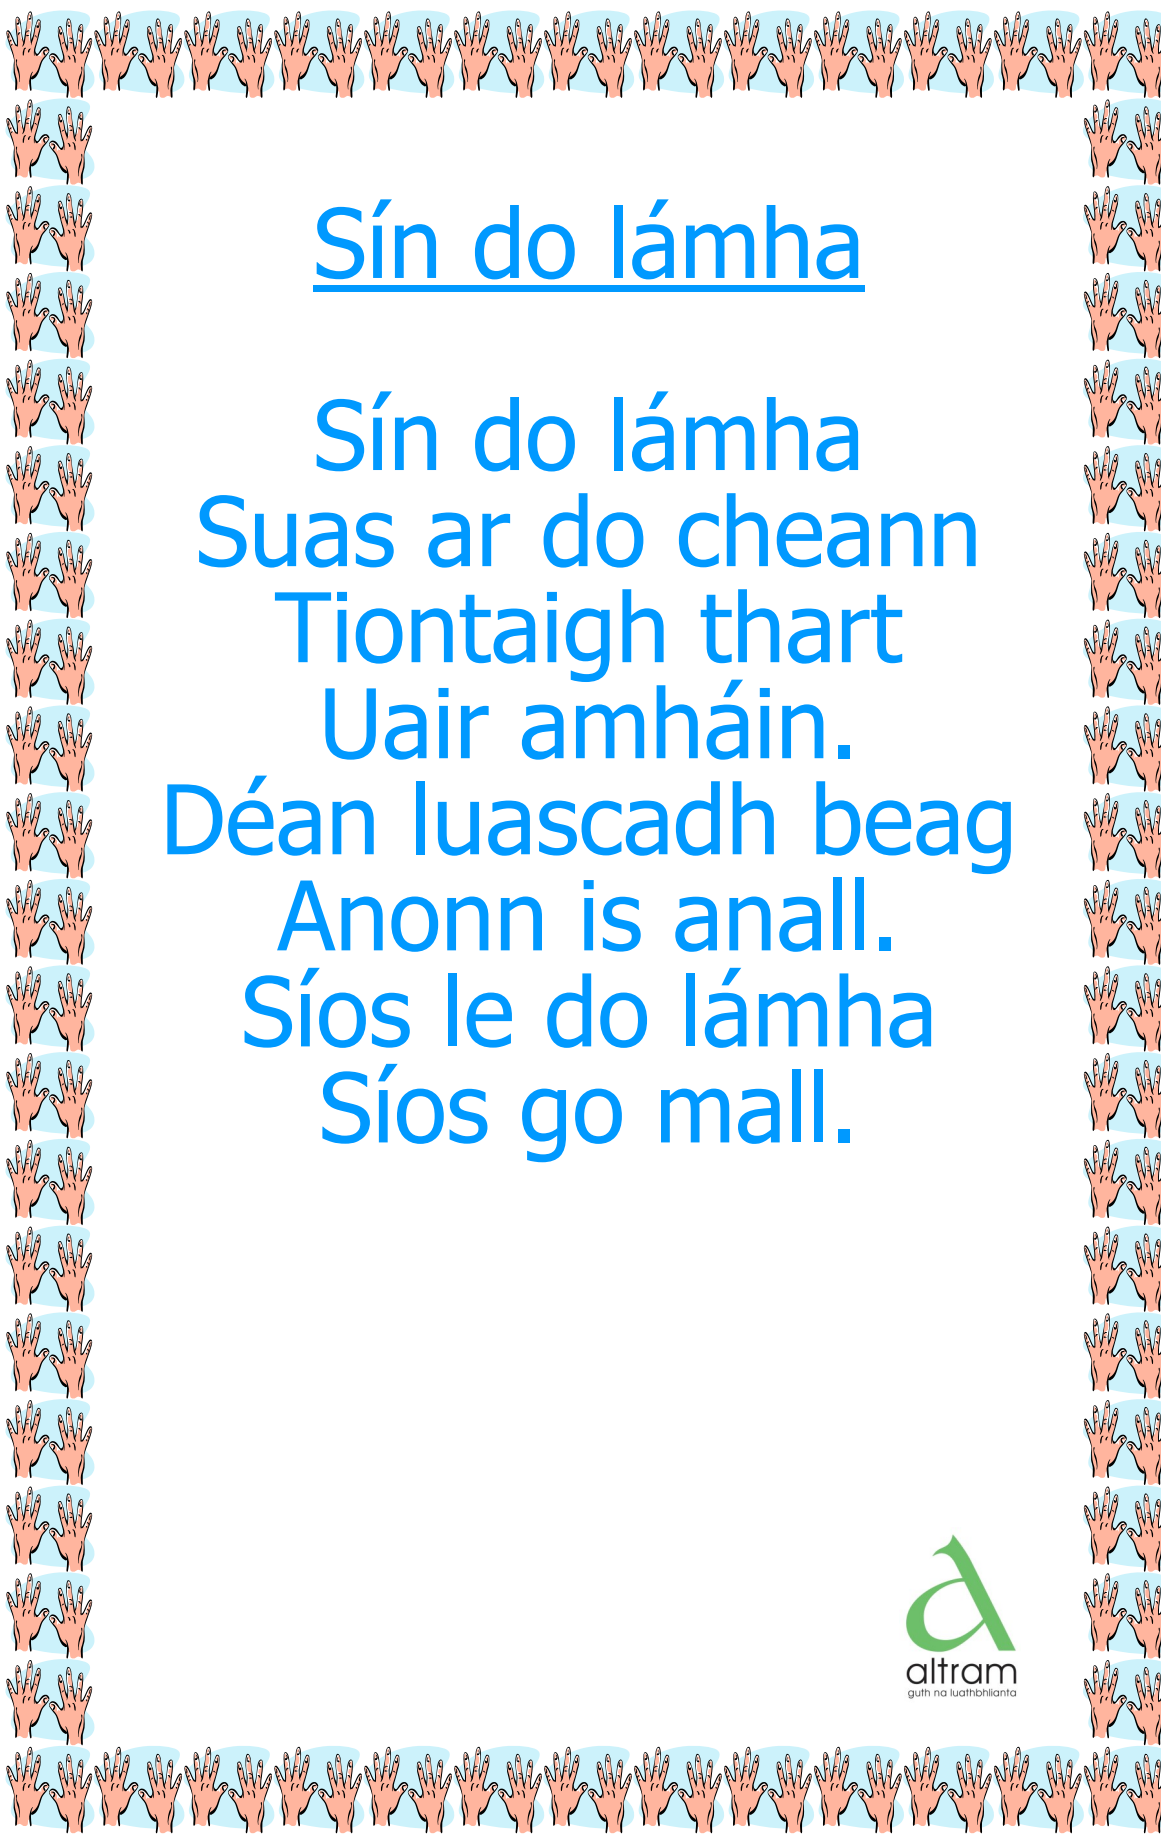 Sín do lámha
Sín do lámha
Suas ar do cheann
Tiontaigh thart
Uair amháin.
Déan luascadh beag
Anonn is anall.
Síos le do lámha
Síos go mall.
altram
guth na luathbhlianta